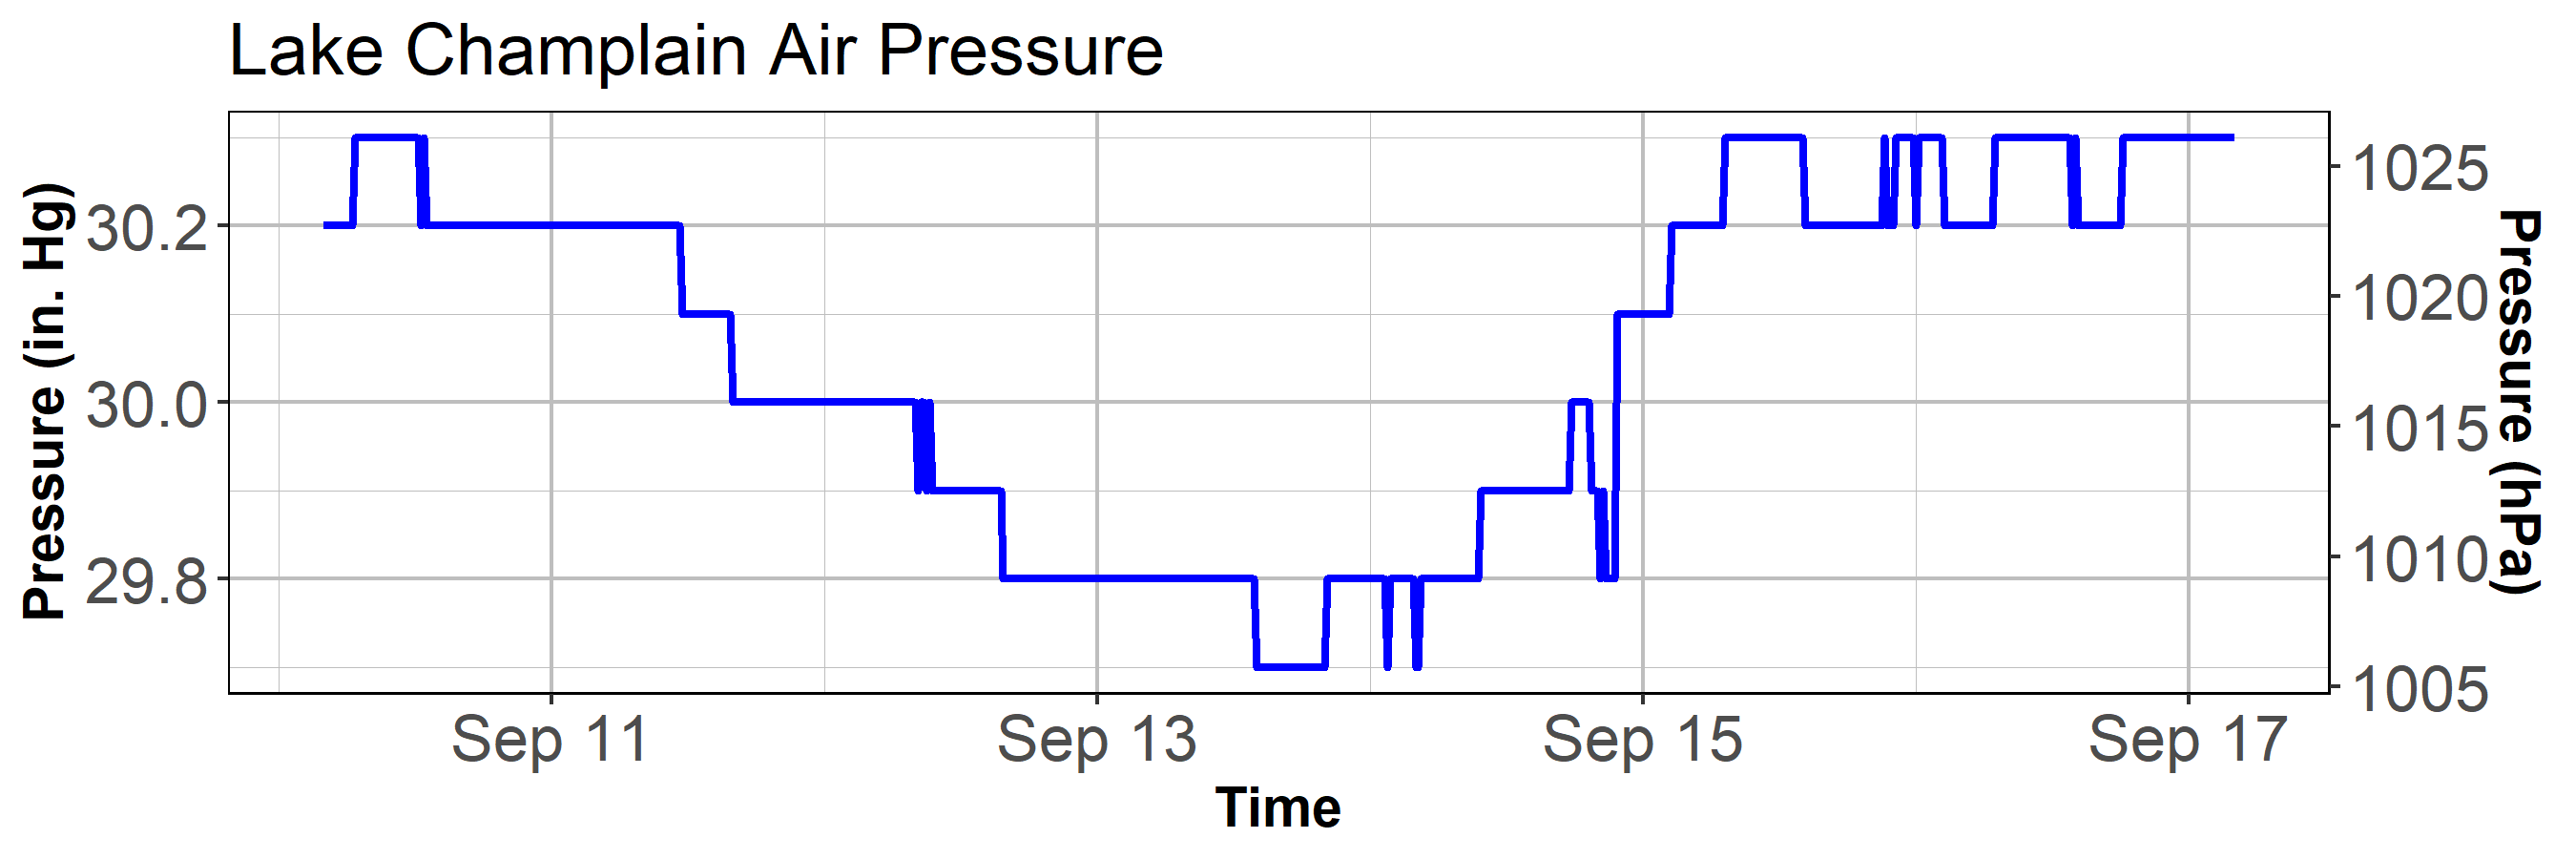 Lake Champlain Air Pressure
Pressure (in. Hg)
30.2
30.0
29.8
1025
1020
1015
1010
1005
Pressure (hPa)
Sep 11
Sep 13
Sep 15
Sep 17
Time